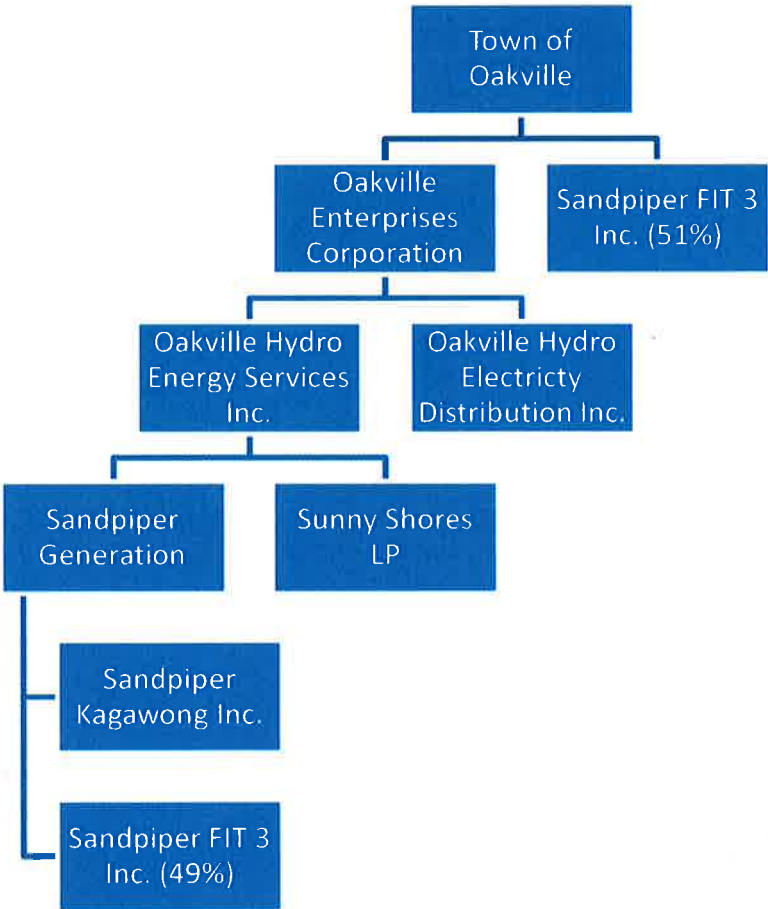 Town of
Oakville
Oakville
Enterprises
Corporation
Sandpiper FIT 3
Inc. (51%)
Oakville Hydro
Energy Services
Inc.
Oakville Hydro
Electricty
Distribution Inc.
Sandpiper
Generation
Sunny Shores
LP
Sandpiper
Kagawong Inc.
Sandpiper FIT 3
Inc. (49%)